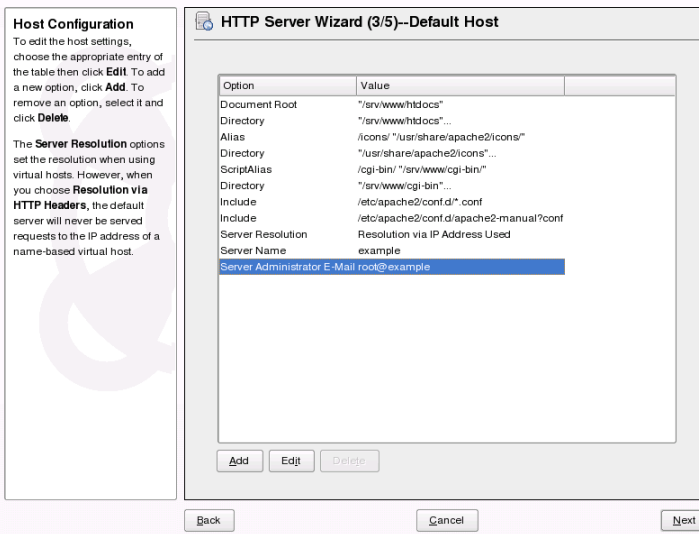 Host Configuration
To edit the host settings,
choose the appropriate entry of
the table then click Edit. To add
a new option, click Add. To
remove an option, select it and
click Delete.
The Server Resolution options
set the resolution when using
virtual hosts. However, when
you choose Resolution via
HTTP Headers, the default
server will never be served
requests to the IP address of a
name-based virtual host.
HTTP Server Wizard (3/5)--Default Host
Option Value
Document Root "/srv/www/htdocs"
Directory "/srv/www/htdocs"...
Alias /icons/ "/usr/share/apache2/icons/"
Directory "/usr/share/apache2/icons"...
ScriptAlias /cgi-bin/ "/srv/www/cgi-bin/"
Directory "/srv/www/cgi-bin"...
Include /etc/apache2/conf.d/*.conf
Include /etc/apache2/conf.d/apache2-manual?conf
Server Resolution Resolution via IP Address Used
Server Name example
Server Administrator E-Mail root@example
Add Edit Delete
Back Cancel Next